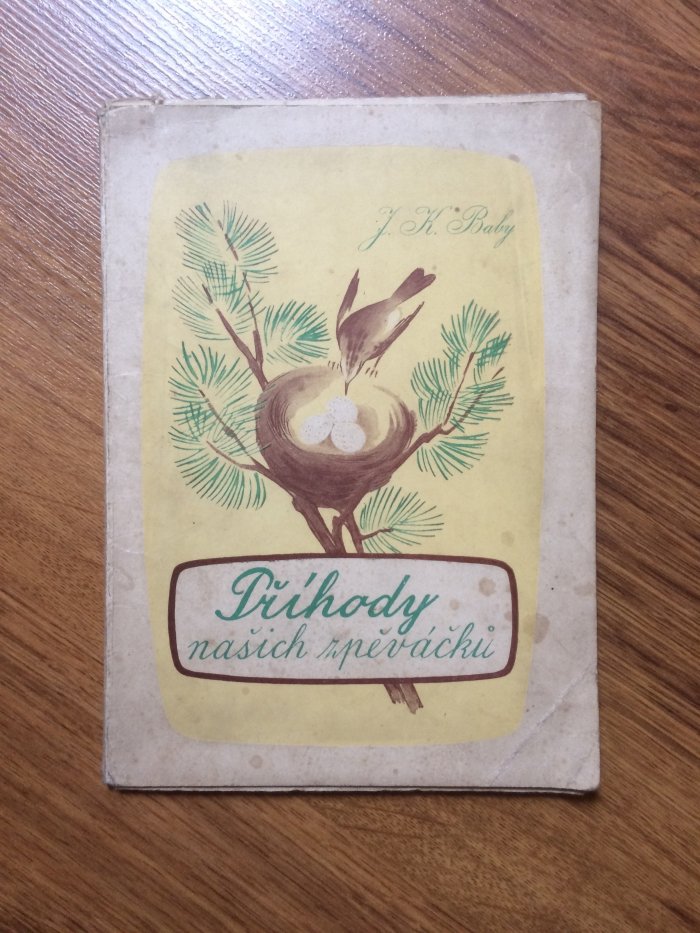 J. K. Baby
Příhody
našich zpěváčků